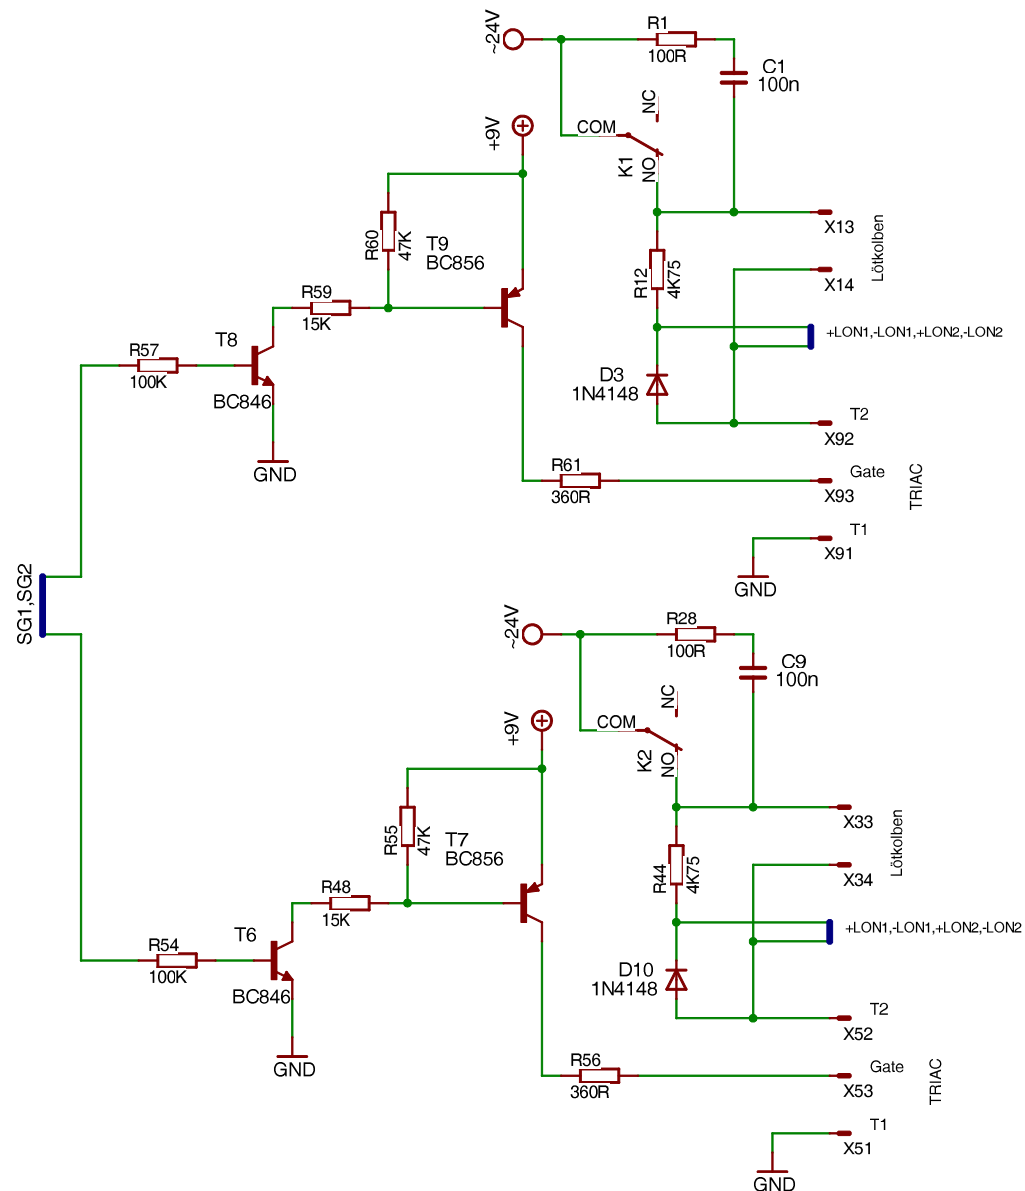 ~24V
R1
100R
C1
100n
NC
COM
K1
NO
+9V
R60
47K
T9
BC856
X13
Lötkolben
X14
R12
4K75
R59
15K
+LON1,-LON1,+LON2,-LON2
T8
R57
100K
BC846
D3
1N4148
T2
X92
GND
R61
360R
Gate
X93
TRIAC
T1
X91
GND
SG1,SG2
~24V
R28
100R
C9
100n
NC
COM
K2
NO
+9V
R55
47K
T7
BC856
X33
Lötkolben
X34
R44
4K75
R48
15K
+LON1,-LON1,+LON2,-LON2
T6
R54
100K
BC846
D10
1N4148
T2
X52
GND
R56
360R
Gate
X53
TRIAC
T1
X51
GND